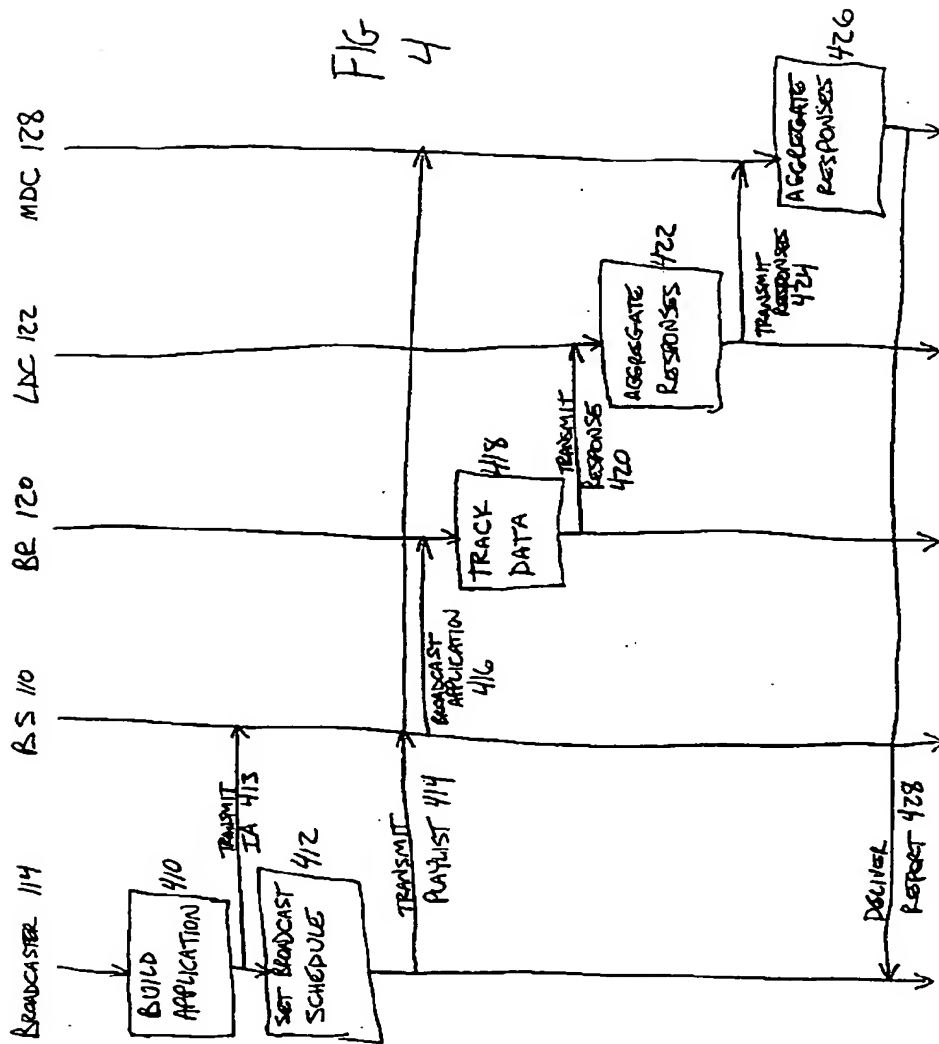 BROADCASTER 114
BS 110
BR 120
LDC 122
MDC 128
FIG
4
BUILD
APPLICATION
410
TRANSMIT
IA 413
SET BROADCAST
SCHEDULE
412
TRANSMIT
PLAYLIST 414
BROADCAST
APPLICATION
416
TRACK
DATA
418
TRANSMIT
RESPONSE
420
AGGREGATE
RESPONSES
422
TRANSMIT
RESPONSES
424
AGGREGATE
RESPONSES
426
DELIVER
REPORT 428